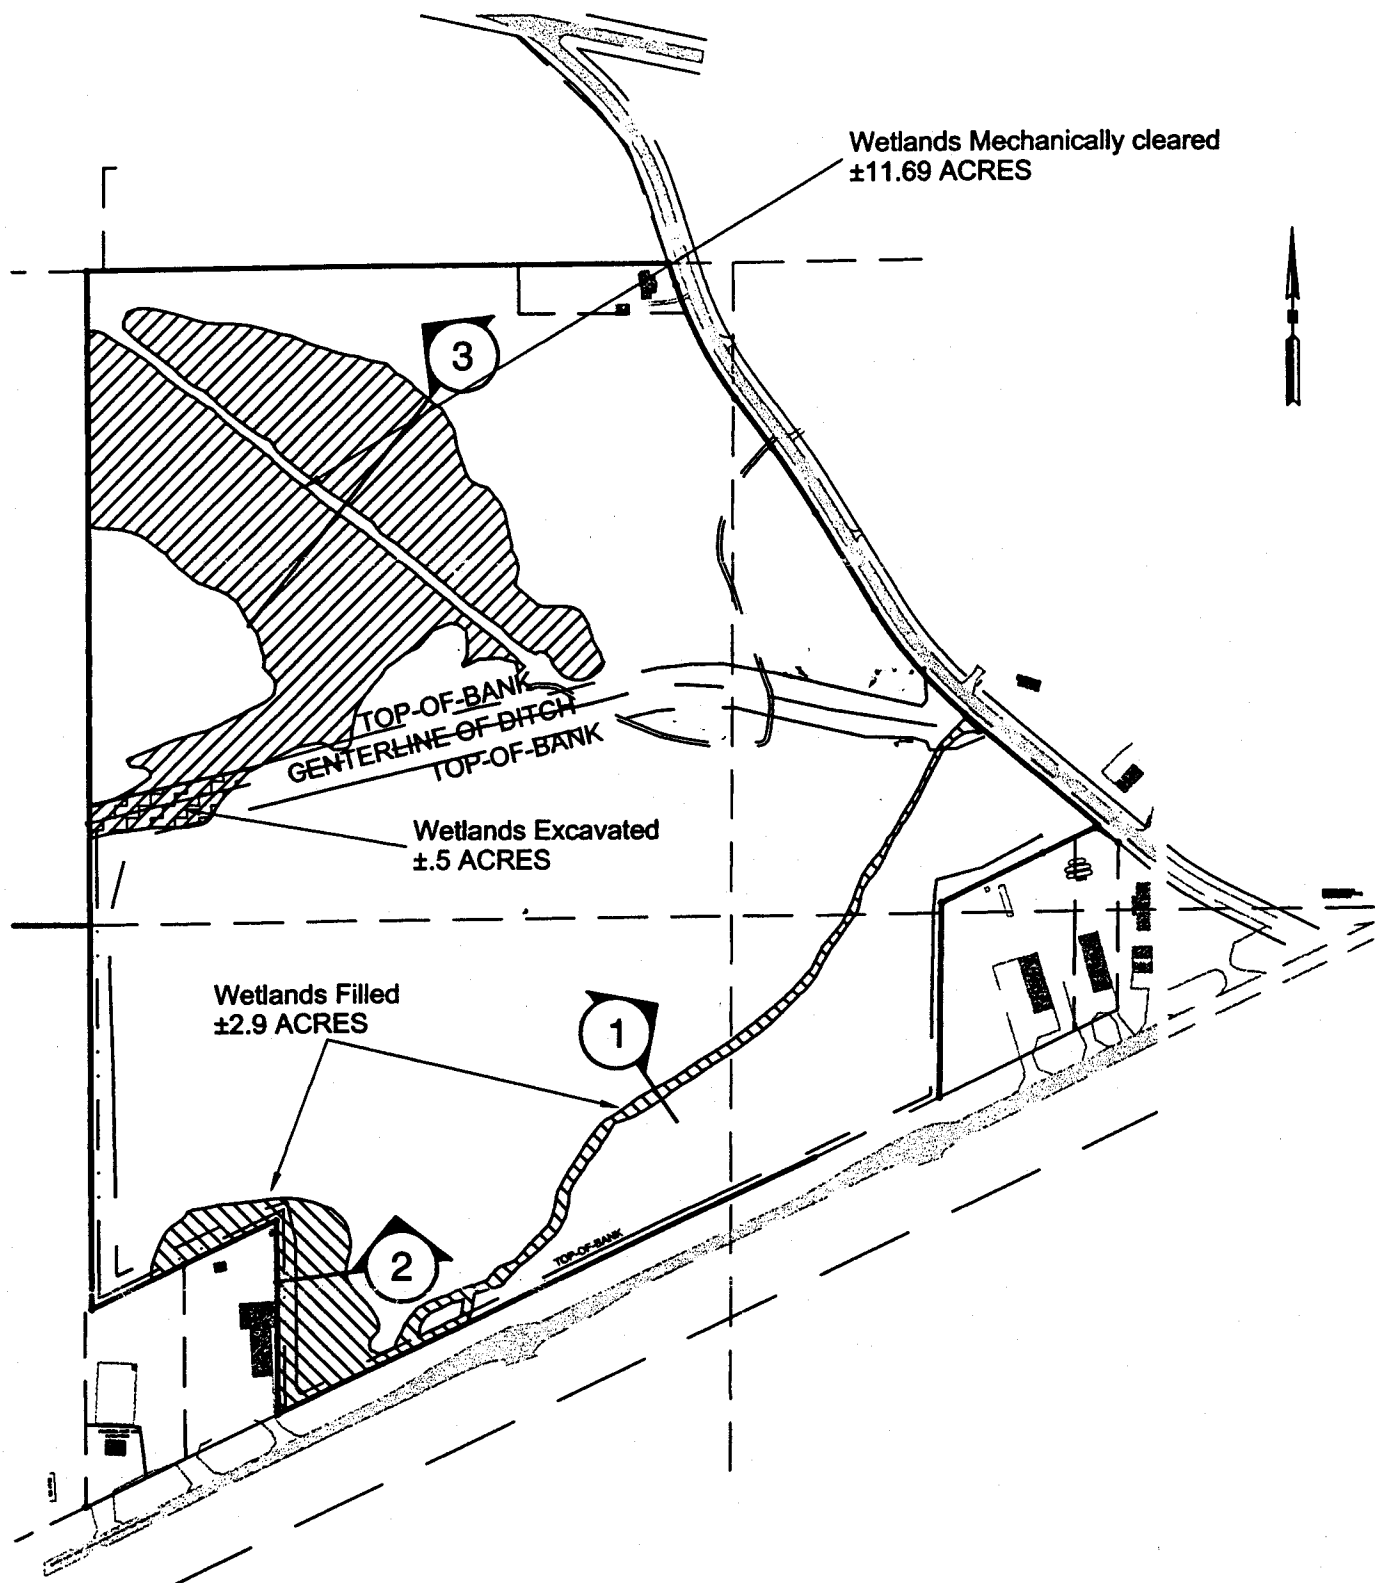 Wetlands Mechanically cleared
±11.69 ACRES
3
TOP-OF-BANK
CENTERLINE OF DITCH
TOP-OF-BANK
Wetlands Excavated
±.5 ACRES
Wetlands Filled
±2.9 ACRES
1
2
TOP-OF-BANK